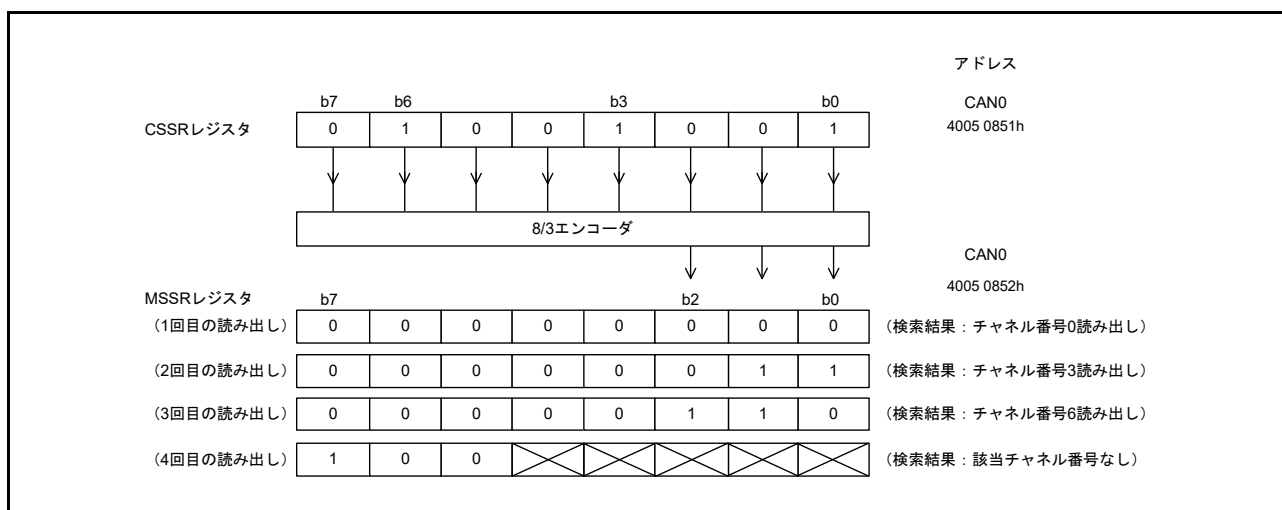 アドレス
b7 b6 b3 b0 CAN0
CSSRレジスタ 0 1 0 0 1 0 0 1 4005 0851h
8/3エンコーダ
CAN0
4005 0852h
MSSRレジスタ b7 b2 b0
(1回目の読み出し) 0 0 0 0 0 0 0 0 (検索結果：チャネル番号0読み出し)
(2回目の読み出し) 0 0 0 0 0 0 1 1 (検索結果：チャネル番号3読み出し)
(3回目の読み出し) 0 0 0 0 0 1 1 0 (検索結果：チャネル番号6読み出し)
(4回目の読み出し) 1 0 0 (検索結果：該当チャネル番号なし)